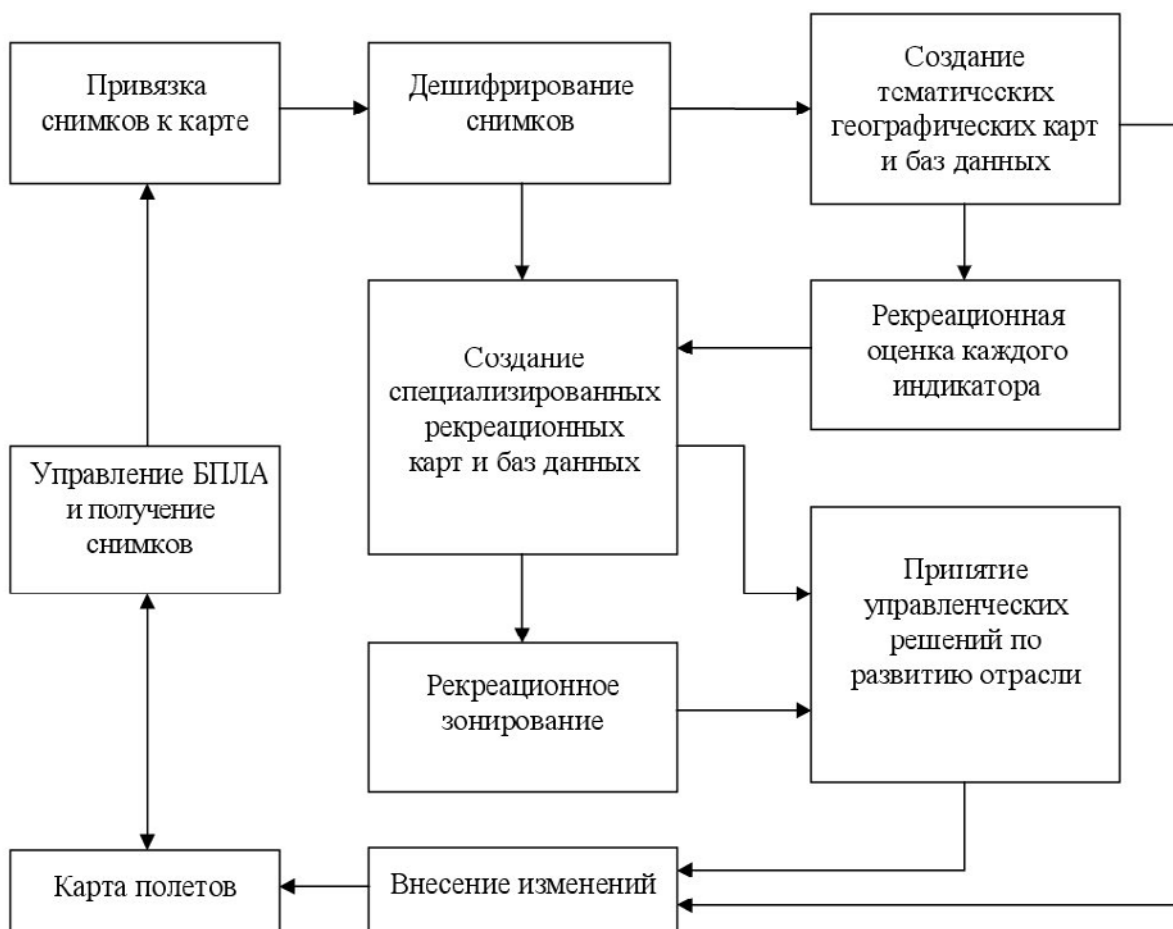 Привязка
снимков к карте
Дешифрирование
снимков
Создание
тематических
географических карт
и баз данных
Создание
специализированных
рекреационных
карт и баз данных
Рекреационная
оценка каждого
индикатора
Управление БПЛА
и получение
снимков
Принятие
управленческих
решений по
развитию отрасли
Рекреационное
зонирование
Карта полетов
Внесение изменений